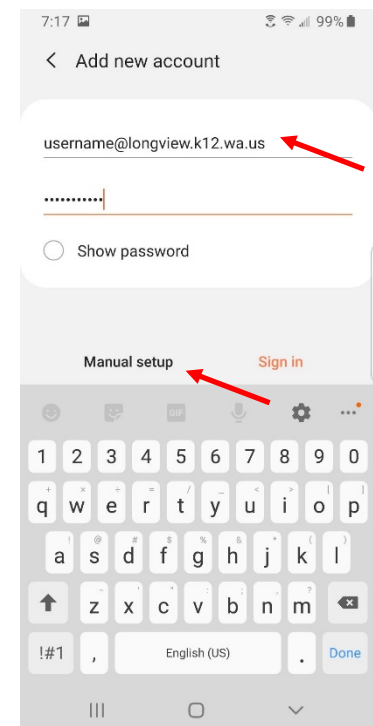 7:17 99%
Add new account
username@longview.k12.wa.us
•••••••••••
Show password
Manual setup Sign in
GIF
1 2 3 4 5 6 7 8 9 0
q w e r t y u i o p
a s d f g h j k l
z x c v b n m
!#1 , English (US) . Done